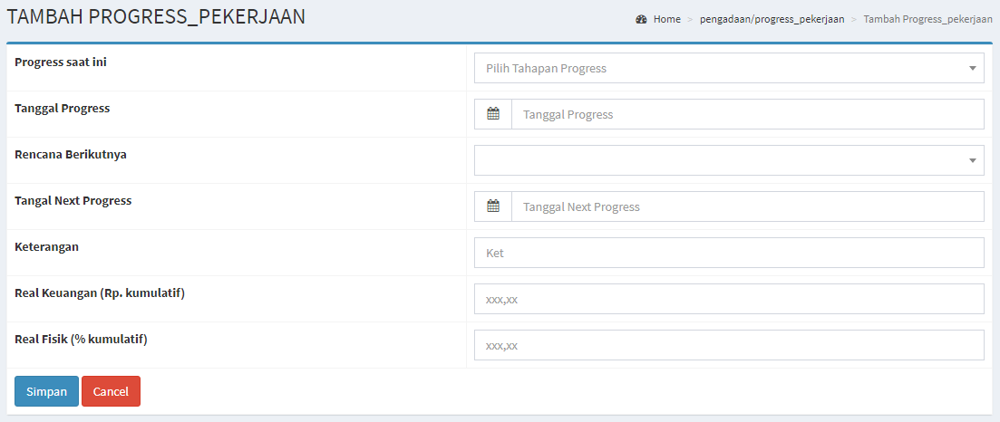 TAMBAH PROGRESS_PEKERJAAN
Home > pengadaan/progress_pekerjaan > Tambah Progress_pekerjaan
Progress saat ini
Pilih Tahapan Progress
Tanggal Progress
Tanggal Progress
Rencana Berikutnya
Tangal Next Progress
Tanggal Next Progress
Keterangan
Ket
Real Keuangan (Rp. kumulatif)
xxx,xx
Real Fisik (% kumulatif)
xxx,xx
Simpan
Cancel